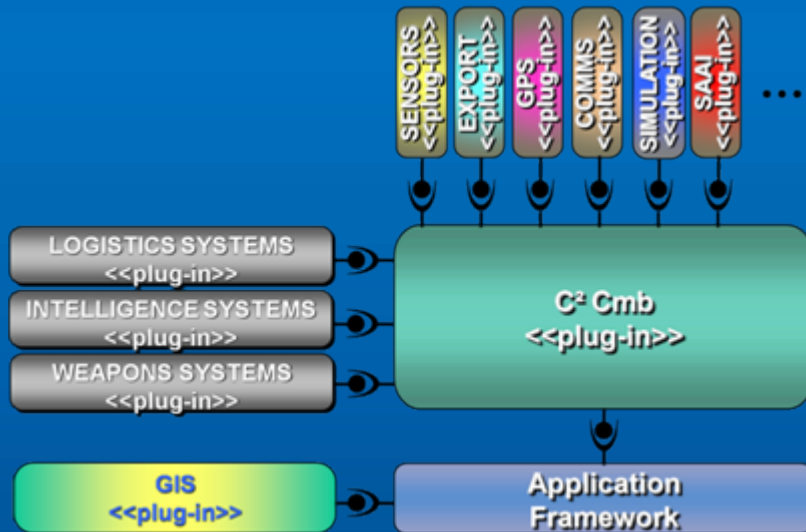 SENSORS
<<plug-in>>
EXPORT
<<plug-in>>
GPS
<<plug-in>>
COMMS
<<plug-in>>
SIMULATION
<<plug-in>>
SAAI
<<plug-in>>
...
LOGISTICS SYSTEMS
<<plug-in>>
INTELLIGENCE SYSTEMS
<<plug-in>>
WEAPONS SYSTEMS
<<plug-in>>
C² Cmb
<<plug-in>>
GIS
<<plug-in>>
Application
Framework